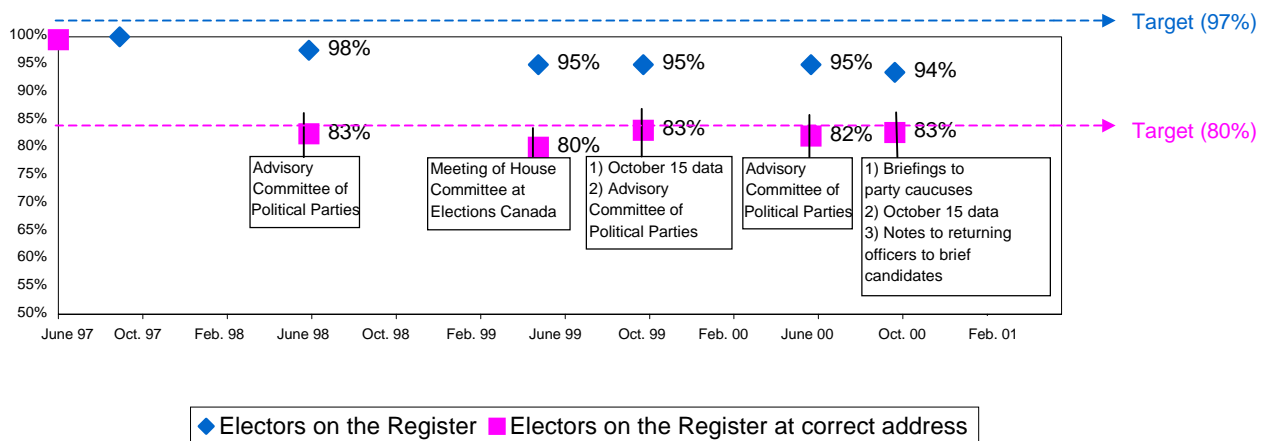 Target (97%)
100%
95%
90%
85%
80%
75%
70%
65%
60%
55%
50%
98%
95%
95%
95%
94%
Target (80%)
83%
80%
83%
82%
83%
Advisory
Committee of
Political Parties
Meeting of House
Committee at
Elections Canada
1) October 15 data
2) Advisory
Committee of
Political Parties
Advisory
Committee of
Political Parties
1) Briefings to
party caucuses
2) October 15 data
3) Notes to returning
officers to brief
candidates
June 97 Oct. 97 Feb. 98 June 98 Oct. 98 Feb. 99 June 99 Oct. 99 Feb. 00 June 00 Oct. 00 Feb. 01
Electors on the Register Electors on the Register at correct address